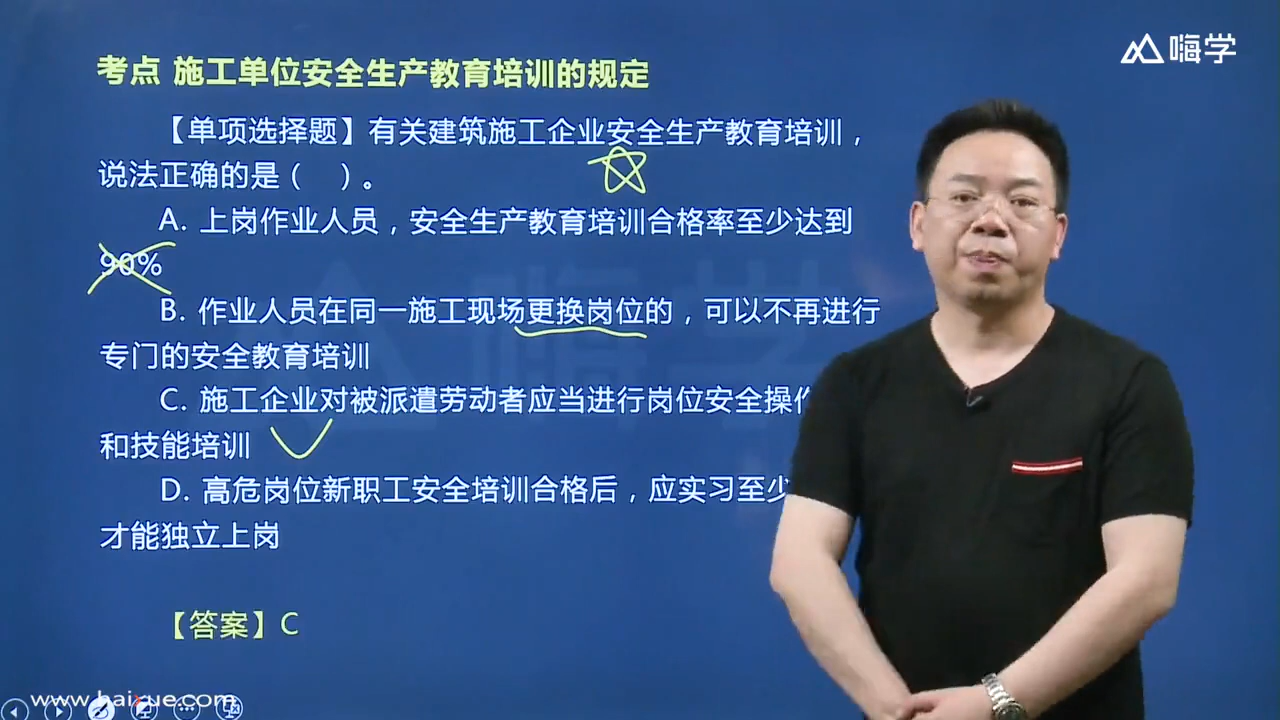 嗨学
考点 施工单位安全生产教育培训的规定
【单项选择题】有关建筑施工企业安全生产教育培训，
说法正确的是（ ）。
A. 上岗作业人员，安全生产教育培训合格率至少达到
90%
B. 作业人员在同一施工现场更换岗位的，可以不再进行
专门的安全教育培训
C. 施工企业对被派遣劳动者应当进行岗位安全操作
和技能培训
D. 高危岗位新职工安全培训合格后，应实习至少
才能独立上岗
【答案】C
www.haixue.com